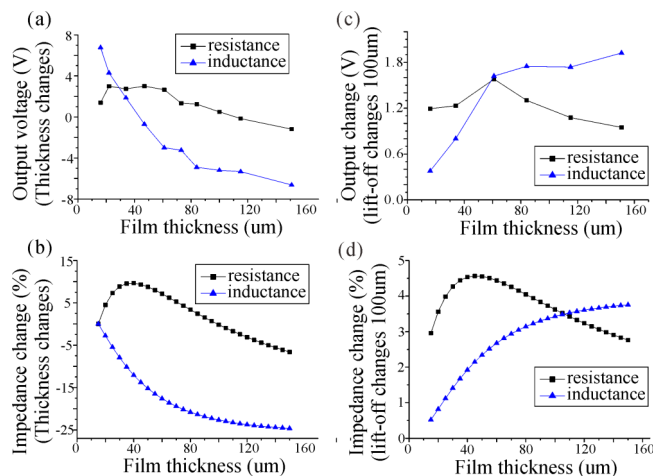 (a)
Output voltage (V)
(Thickness changes)
6
3
0
-4
-8
resistance
inductance
0 40 80 120 160
Film thickness (um)
(c)
Output change (V)
(lift-off changes 100um)
1.8
1.2
0.6
0.0
resistance
inductance
0 40 80 120 160
Film thickness (um)
(b)
Impedance change (%)
(Thickness changes)
15
5
-5
-15
-25
resistance
inductance
0 40 80 120 160
Film thickness (um)
(d)
Impedance change (%)
(lift-off changes 100um)
5
4
3
2
1
0
resistance
inductance
0 40 80 120 160
Film thickness (um)